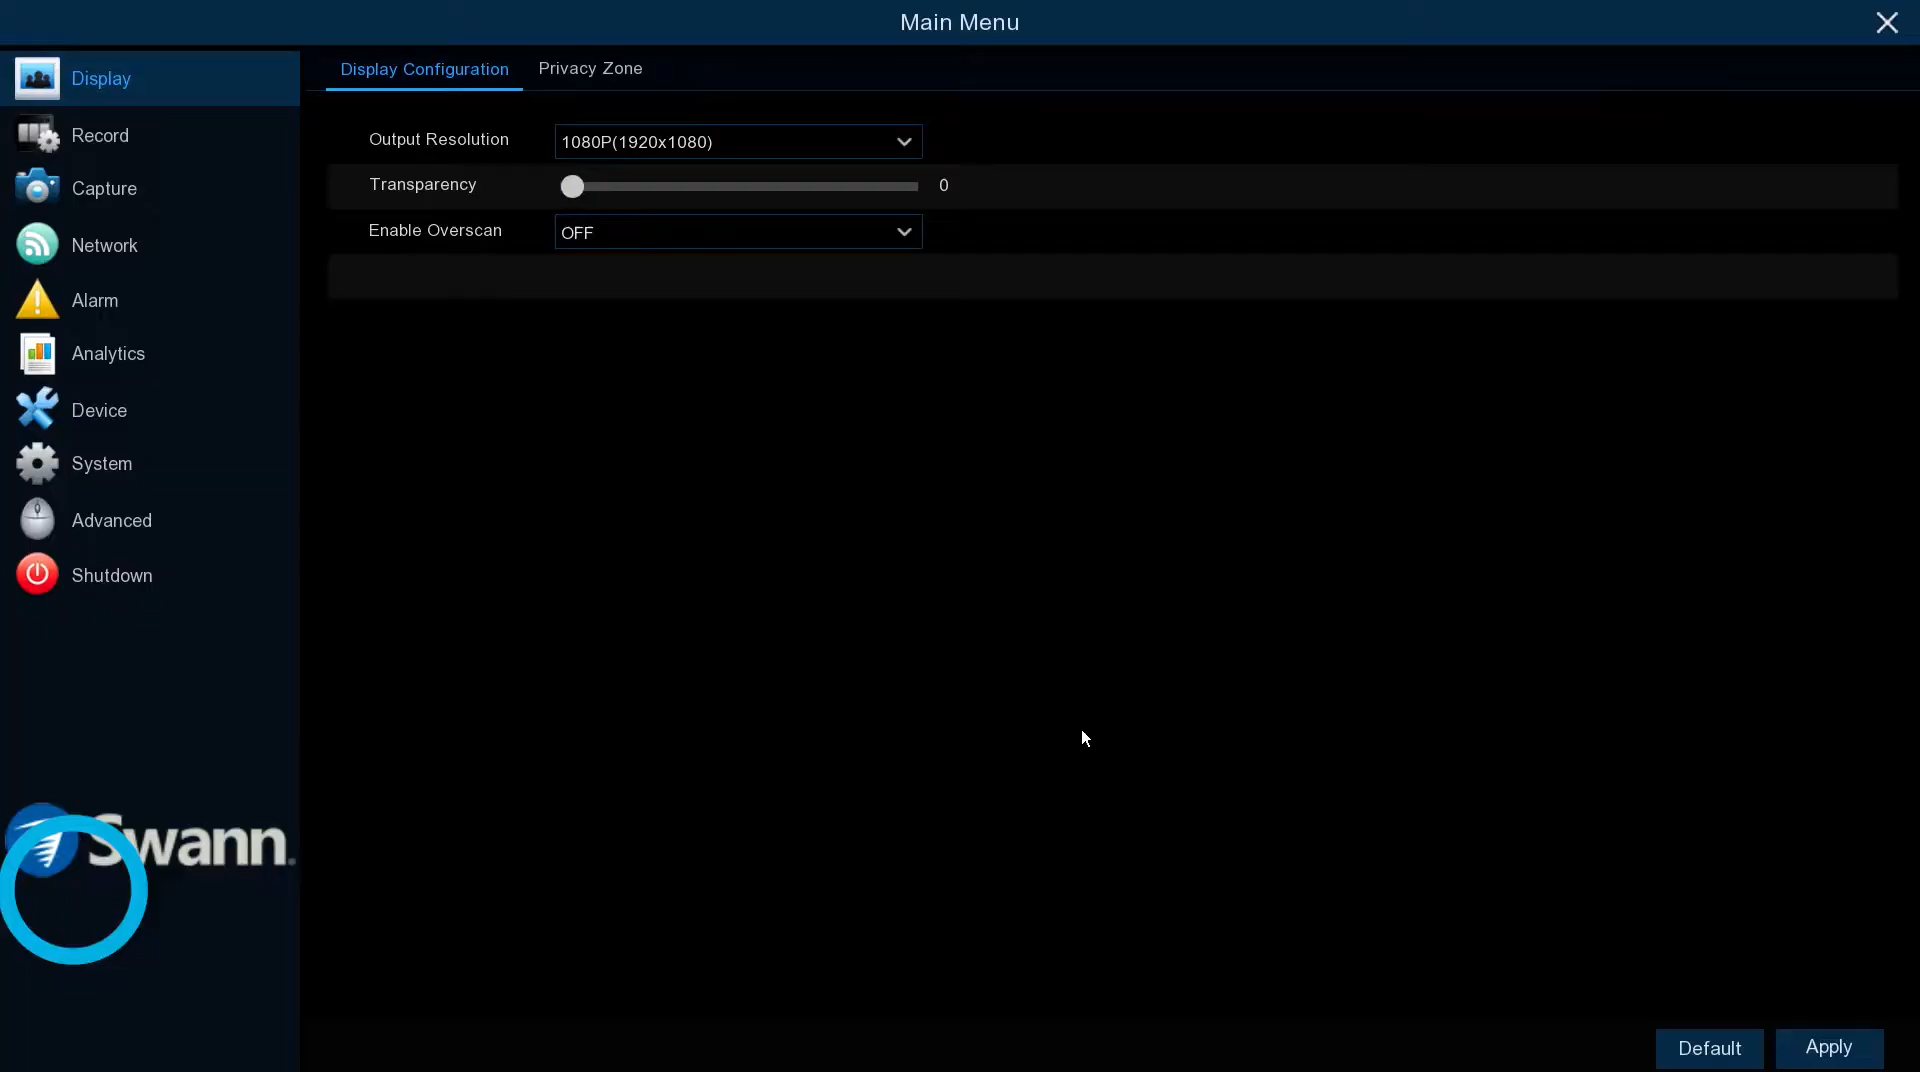 Main Menu
Display
Record
Capture
Network
Alarm
Analytics
Device
System
Advanced
Shutdown
Swann.
Display Configuration
Privacy Zone
Output Resolution
1080P(1920x1080)
Transparency
0
Enable Overscan
OFF
Default
Apply